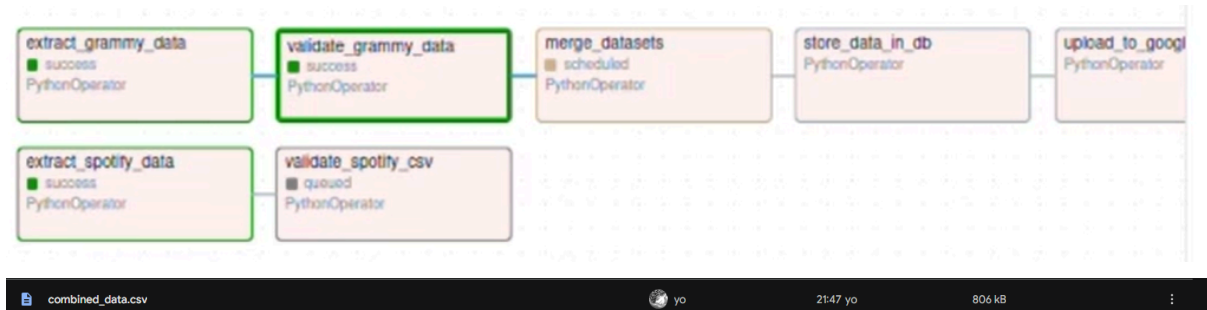 extract_grammy_data
success
PythonOperator
validate_grammy_data
success
PythonOperator
merge_datasets
scheduled
PythonOperator
store_data_in_db
PythonOperator
upload_to_googl
PythonOperator
extract_spotify_data
success
PythonOperator
validate_spotify_csv
queued
PythonOperator
combined_data.csv yo 21:47 yo 806 kB